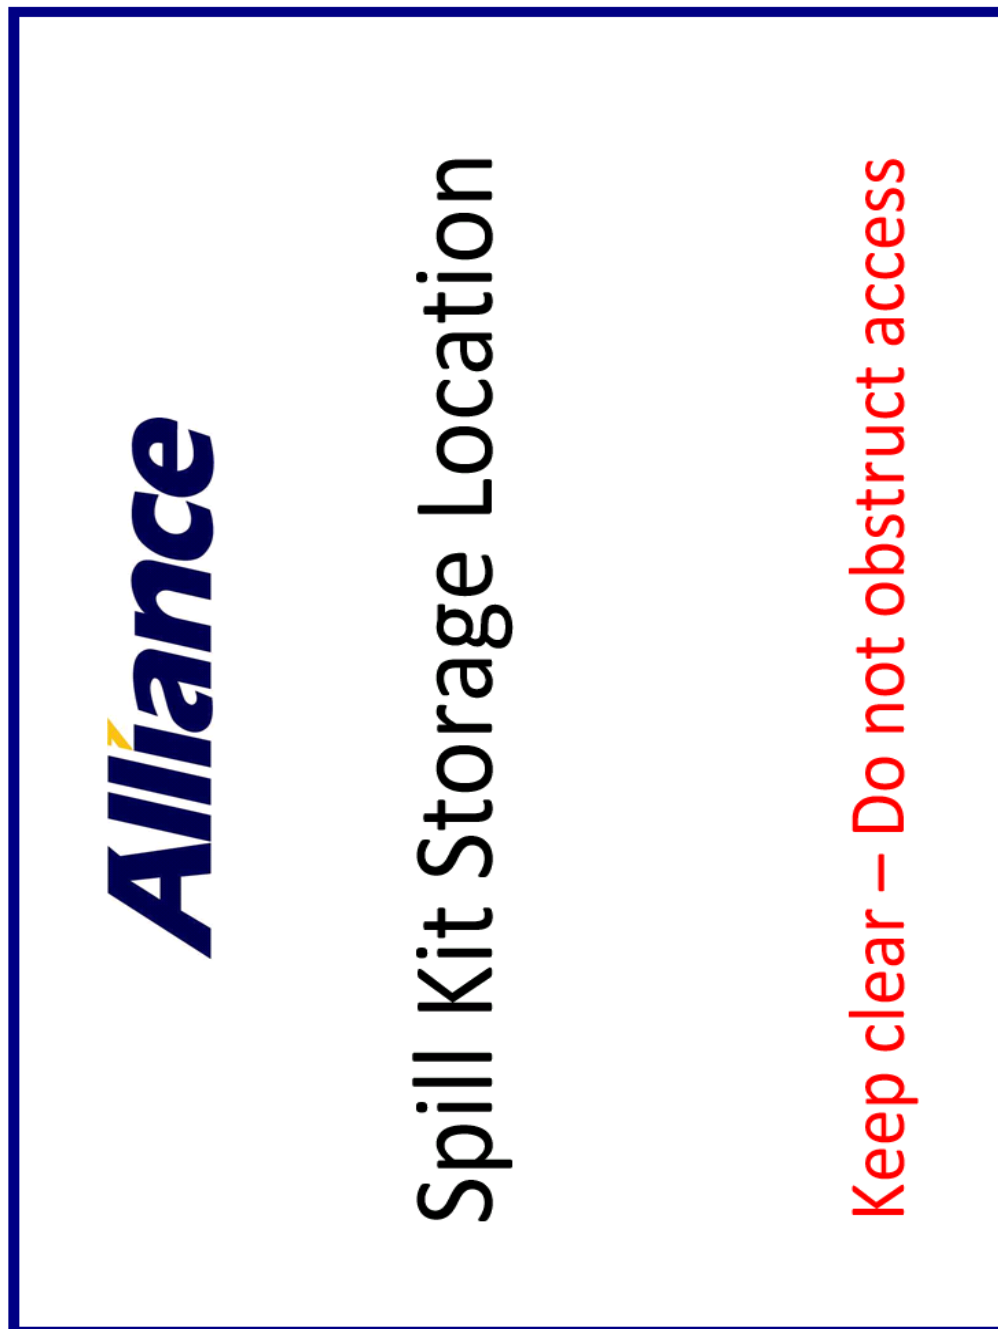 Alliance
Spill Kit Storage Location
Keep clear – Do not obstruct access